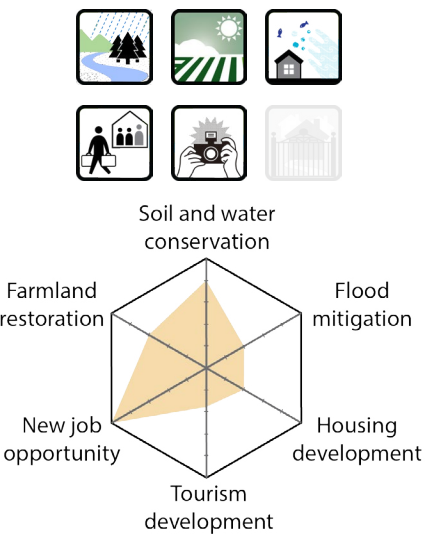 Soil and water
conservation
Farmland
restoration
Flood
mitigation
New job
opportunity
Housing
development
Tourism
development